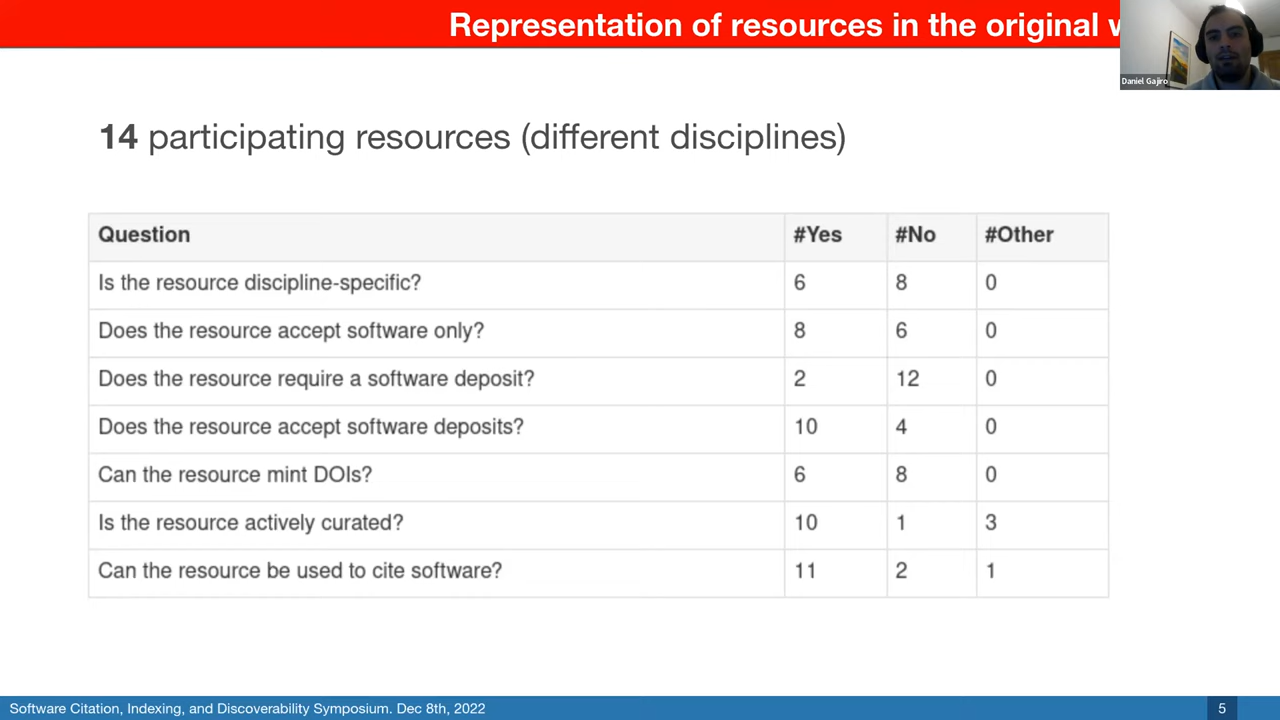 Representation of resources in the original
Daniel Gajiro
14 participating resources (different disciplines)
Question #Yes #No #Other
Is the resource discipline-specific? 6 8 0
Does the resource accept software only? 8 6 0
Does the resource require a software deposit? 2 12 0
Does the resource accept software deposits? 10 4 0
Can the resource mint DOIs? 6 8 0
Is the resource actively curated? 10 1 3
Can the resource be used to cite software? 11 2 1
Software Citation, Indexing, and Discoverability Symposium. Dec 8th, 2022 5